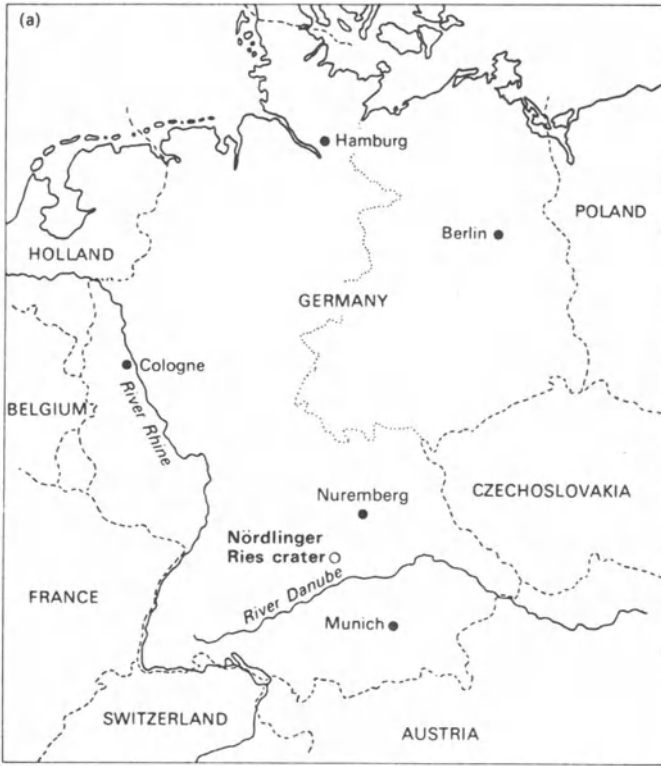 (a)
Hamburg
POLAND
Berlin
HOLLAND
GERMANY
Cologne
River Rhine
BELGIUM
CZECHOSLOVAKIA
Nuremberg
Nördlinger
Ries crater
FRANCE
River Danube
Munich
SWITZERLAND
AUSTRIA